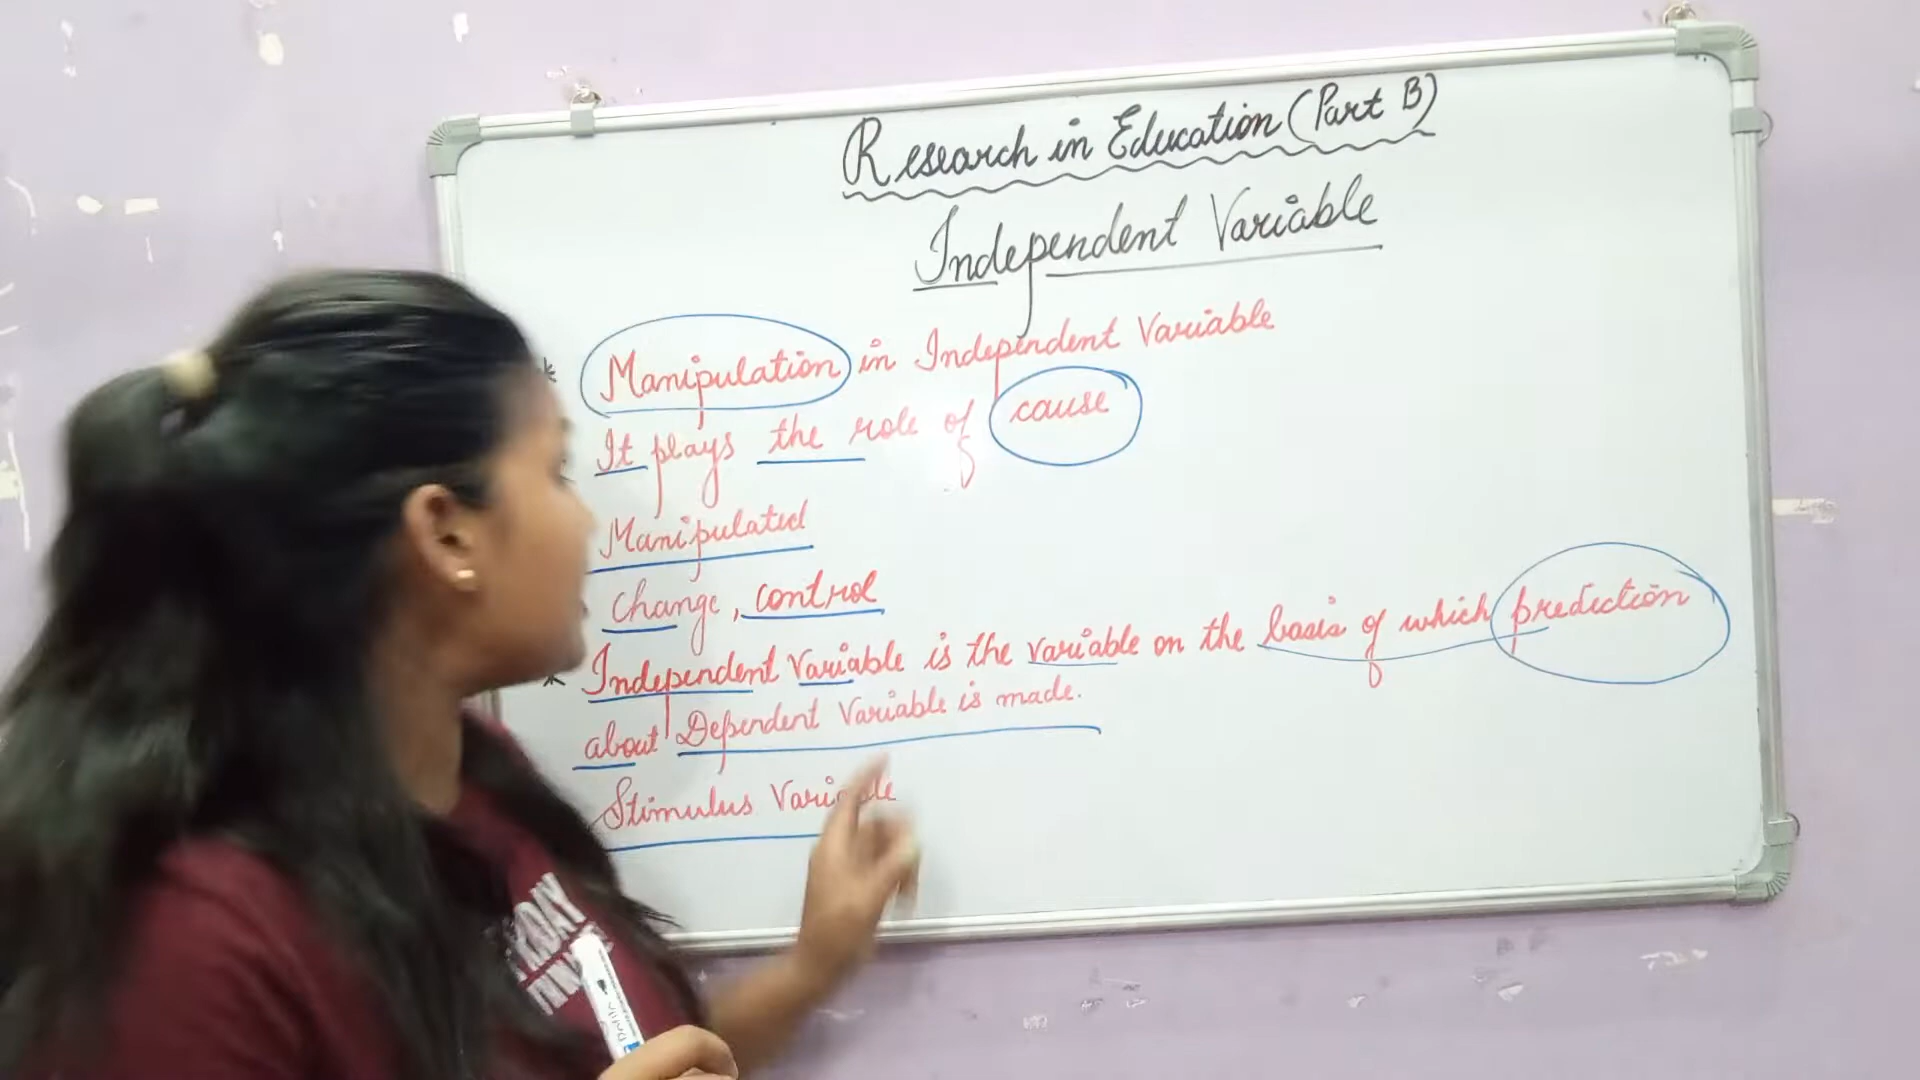 Research in Education (Part B)
Independent Variable
* Manipulation in Independent Variable
It plays the role of cause
Manipulated
change, control
* Independent Variable is the variable on the basis of which prediction
about Dependent Variable is made.
Stimulus Variable